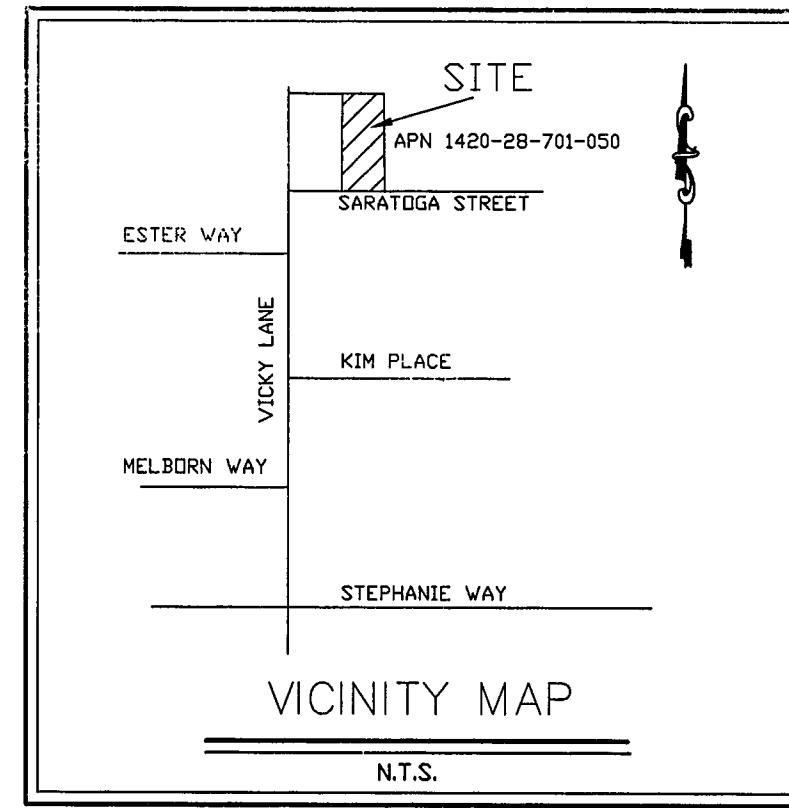 SITE
APN 1420-28-701-050
SARATOGA STREET
ESTER WAY
VICKY LANE
KIM PLACE
MELBORN WAY
STEPHANIE WAY
VICINITY MAP
N.T.S.